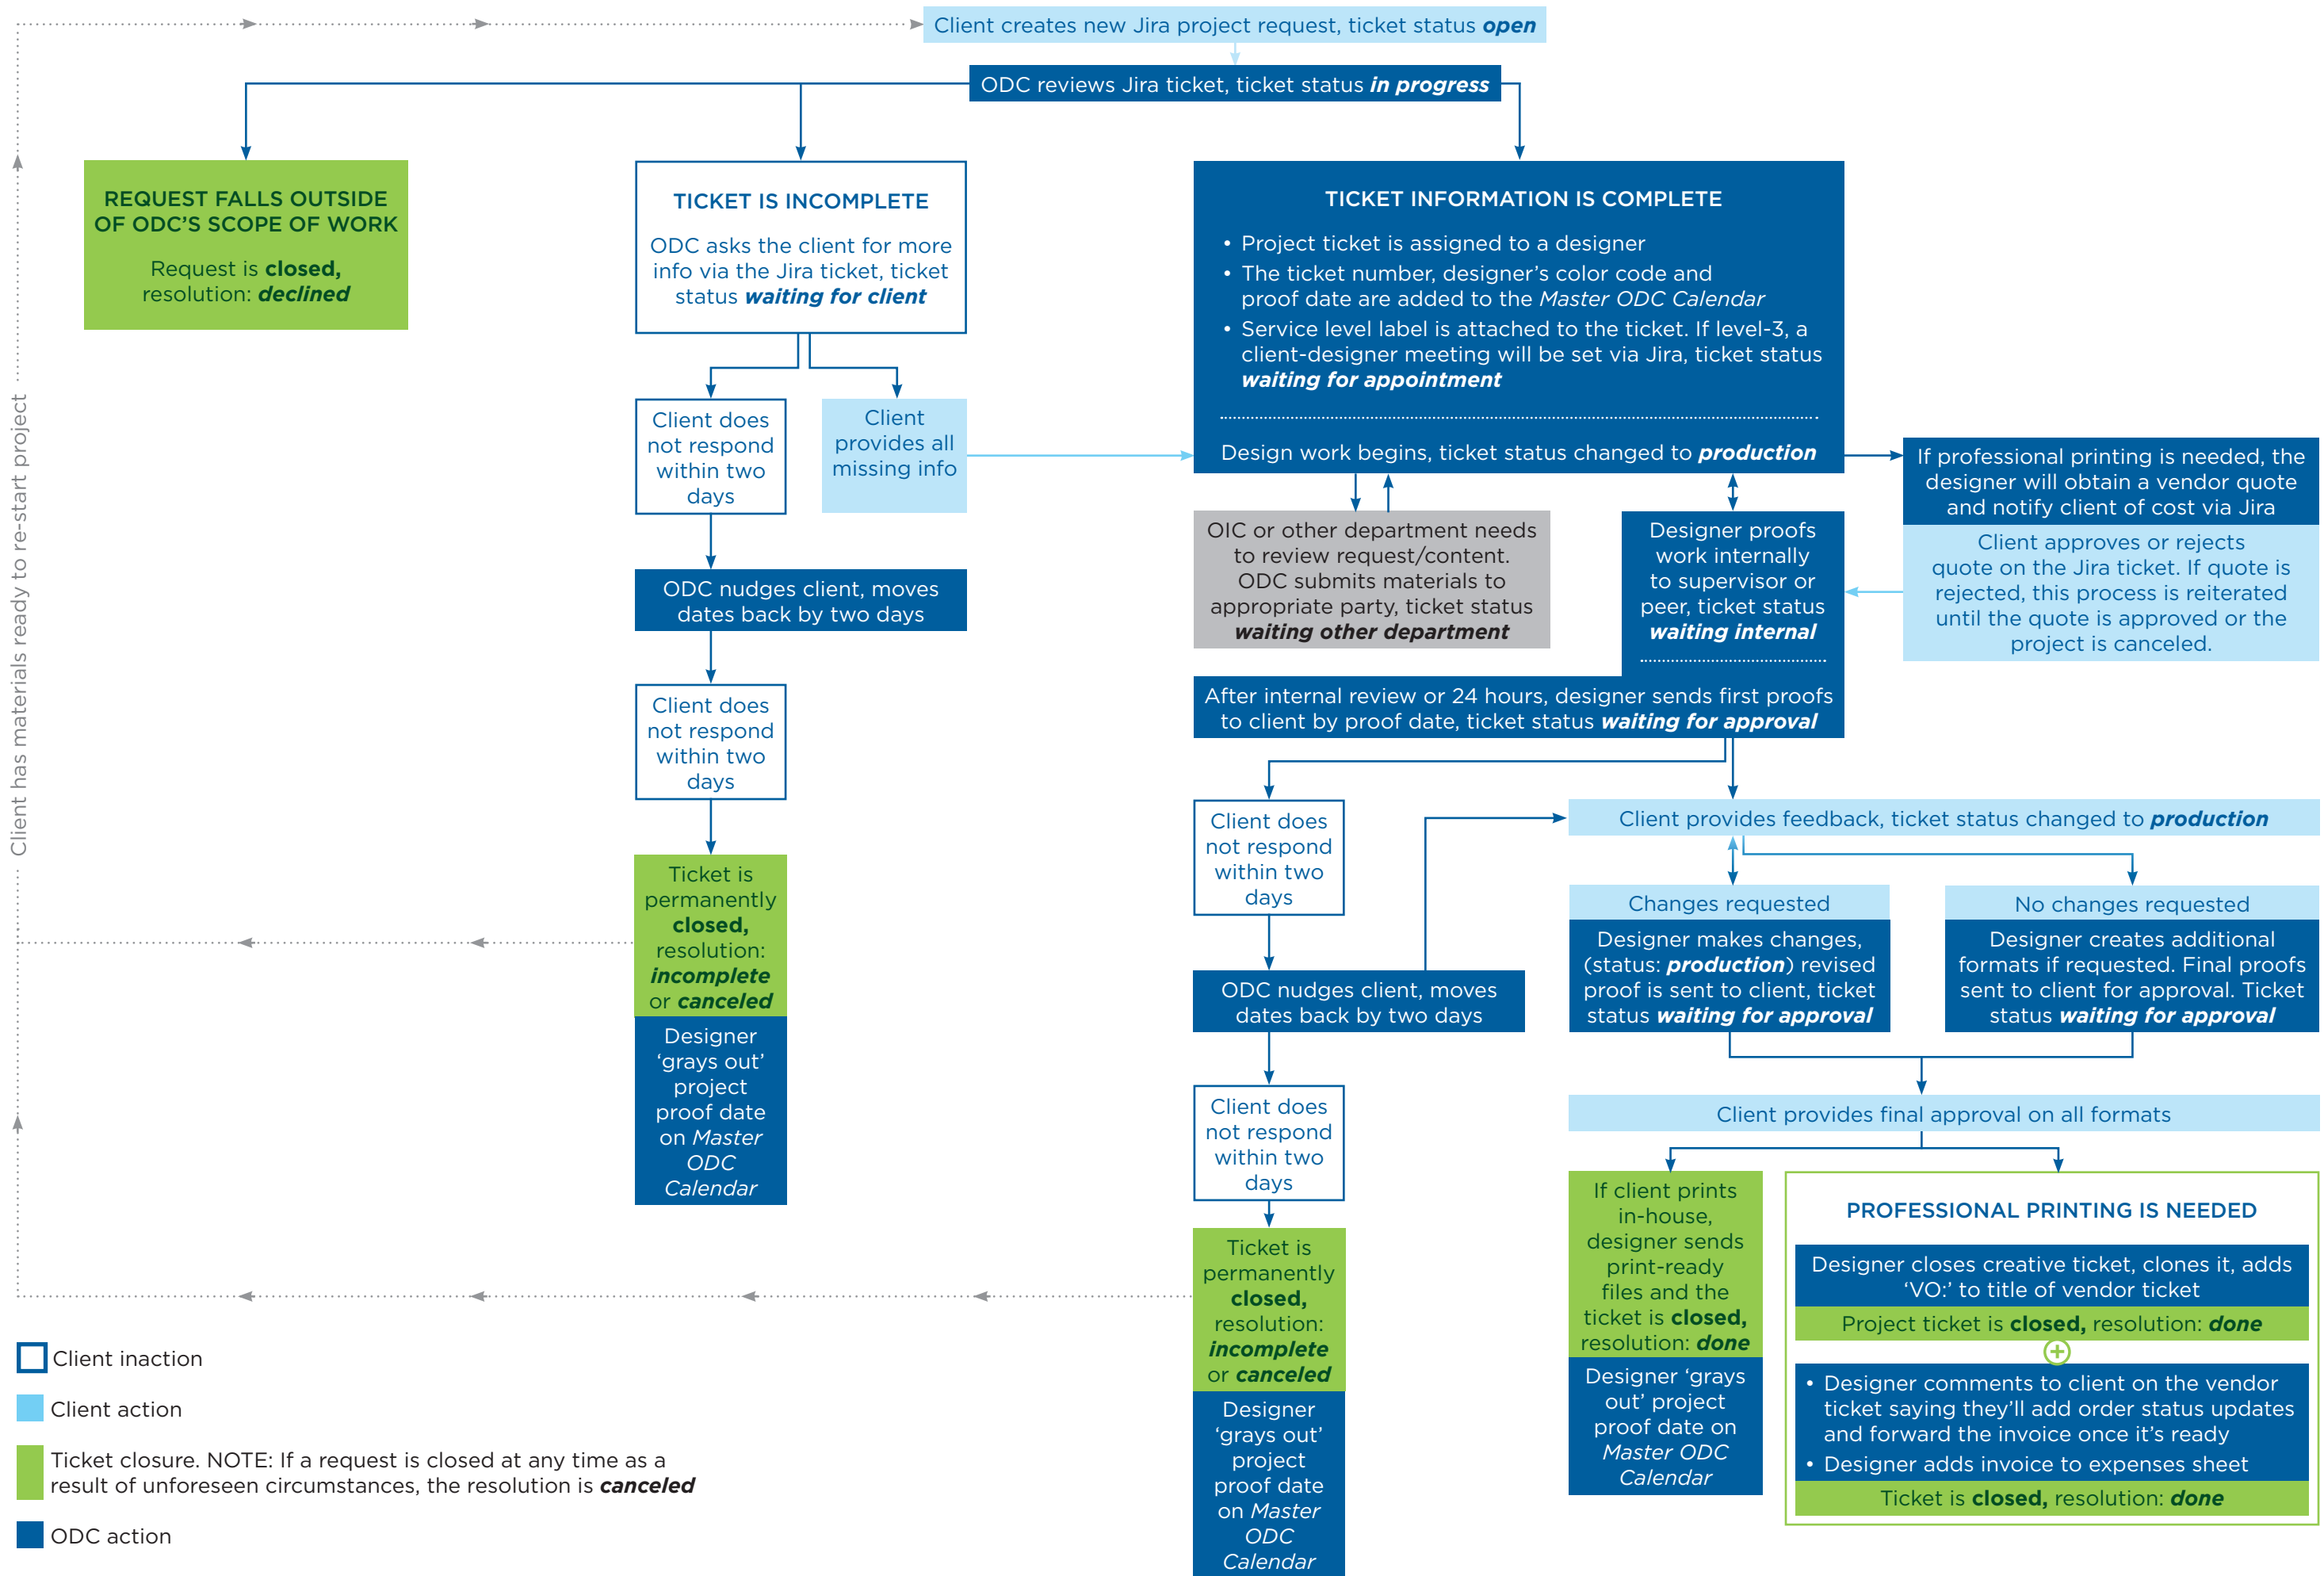 Client creates new Jira project request, ticket status open
ODC reviews Jira ticket, ticket status in progress
REQUEST FALLS OUTSIDE
OF ODC’S SCOPE OF WORK
Request is closed,
resolution: declined
TICKET IS INCOMPLETE
ODC asks the client for more
info via the Jira ticket, ticket
status waiting for client
TICKET INFORMATION IS COMPLETE
• Project ticket is assigned to a designer
• The ticket number, designer’s color code and
proof date are added to the Master ODC Calendar
• Service level label is attached to the ticket. If level-3, a
client-designer meeting will be set via Jira, ticket status
waiting for appointment
Design work begins, ticket status changed to production
Client does
not respond
within two
days
Client
provides all
missing info
ODC nudges client, moves
dates back by two days
Client does
not respond
within two
days
Ticket is
permanently
closed,
resolution:
incomplete
or canceled
Designer
‘grays out’
project
proof date
on Master
ODC
Calendar
Client has materials ready to re-start project
If professional printing is needed, the
designer will obtain a vendor quote
and notify client of cost via Jira
Client approves or rejects
quote on the Jira ticket. If quote is
rejected, this process is reiterated
until the quote is approved or the
project is canceled.
OIC or other department needs
to review request/content.
ODC submits materials to
appropriate party, ticket status
waiting other department
Designer proofs
work internally
to supervisor or
peer, ticket status
waiting internal
After internal review or 24 hours, designer sends first proofs
to client by proof date, ticket status waiting for approval
Client does
not respond
within two
days
ODC nudges client, moves
dates back by two days
Client does
not respond
within two
days
Ticket is
permanently
closed,
resolution:
incomplete
or canceled
Designer
‘grays out’
project
proof date
on Master
ODC
Calendar
Client provides feedback, ticket status changed to production
Changes requested
Designer makes changes,
(status: production) revised
proof is sent to client, ticket
status waiting for approval
No changes requested
Designer creates additional
formats if requested. Final proofs
sent to client for approval. Ticket
status waiting for approval
Client provides final approval on all formats
If client prints
in-house,
designer sends
print-ready
files and the
ticket is closed,
resolution: done
Designer ‘grays
out’ project
proof date on
Master ODC
Calendar
PROFESSIONAL PRINTING IS NEEDED
Designer closes creative ticket, clones it, adds
‘VO:’ to title of vendor ticket
Project ticket is closed, resolution: done
+
• Designer comments to client on the vendor
ticket saying they’ll add order status updates
and forward the invoice once it’s ready
• Designer adds invoice to expenses sheet
Ticket is closed, resolution: done
Client inaction
Client action
Ticket closure. NOTE: If a request is closed at any time as a
result of unforeseen circumstances, the resolution is canceled
ODC action